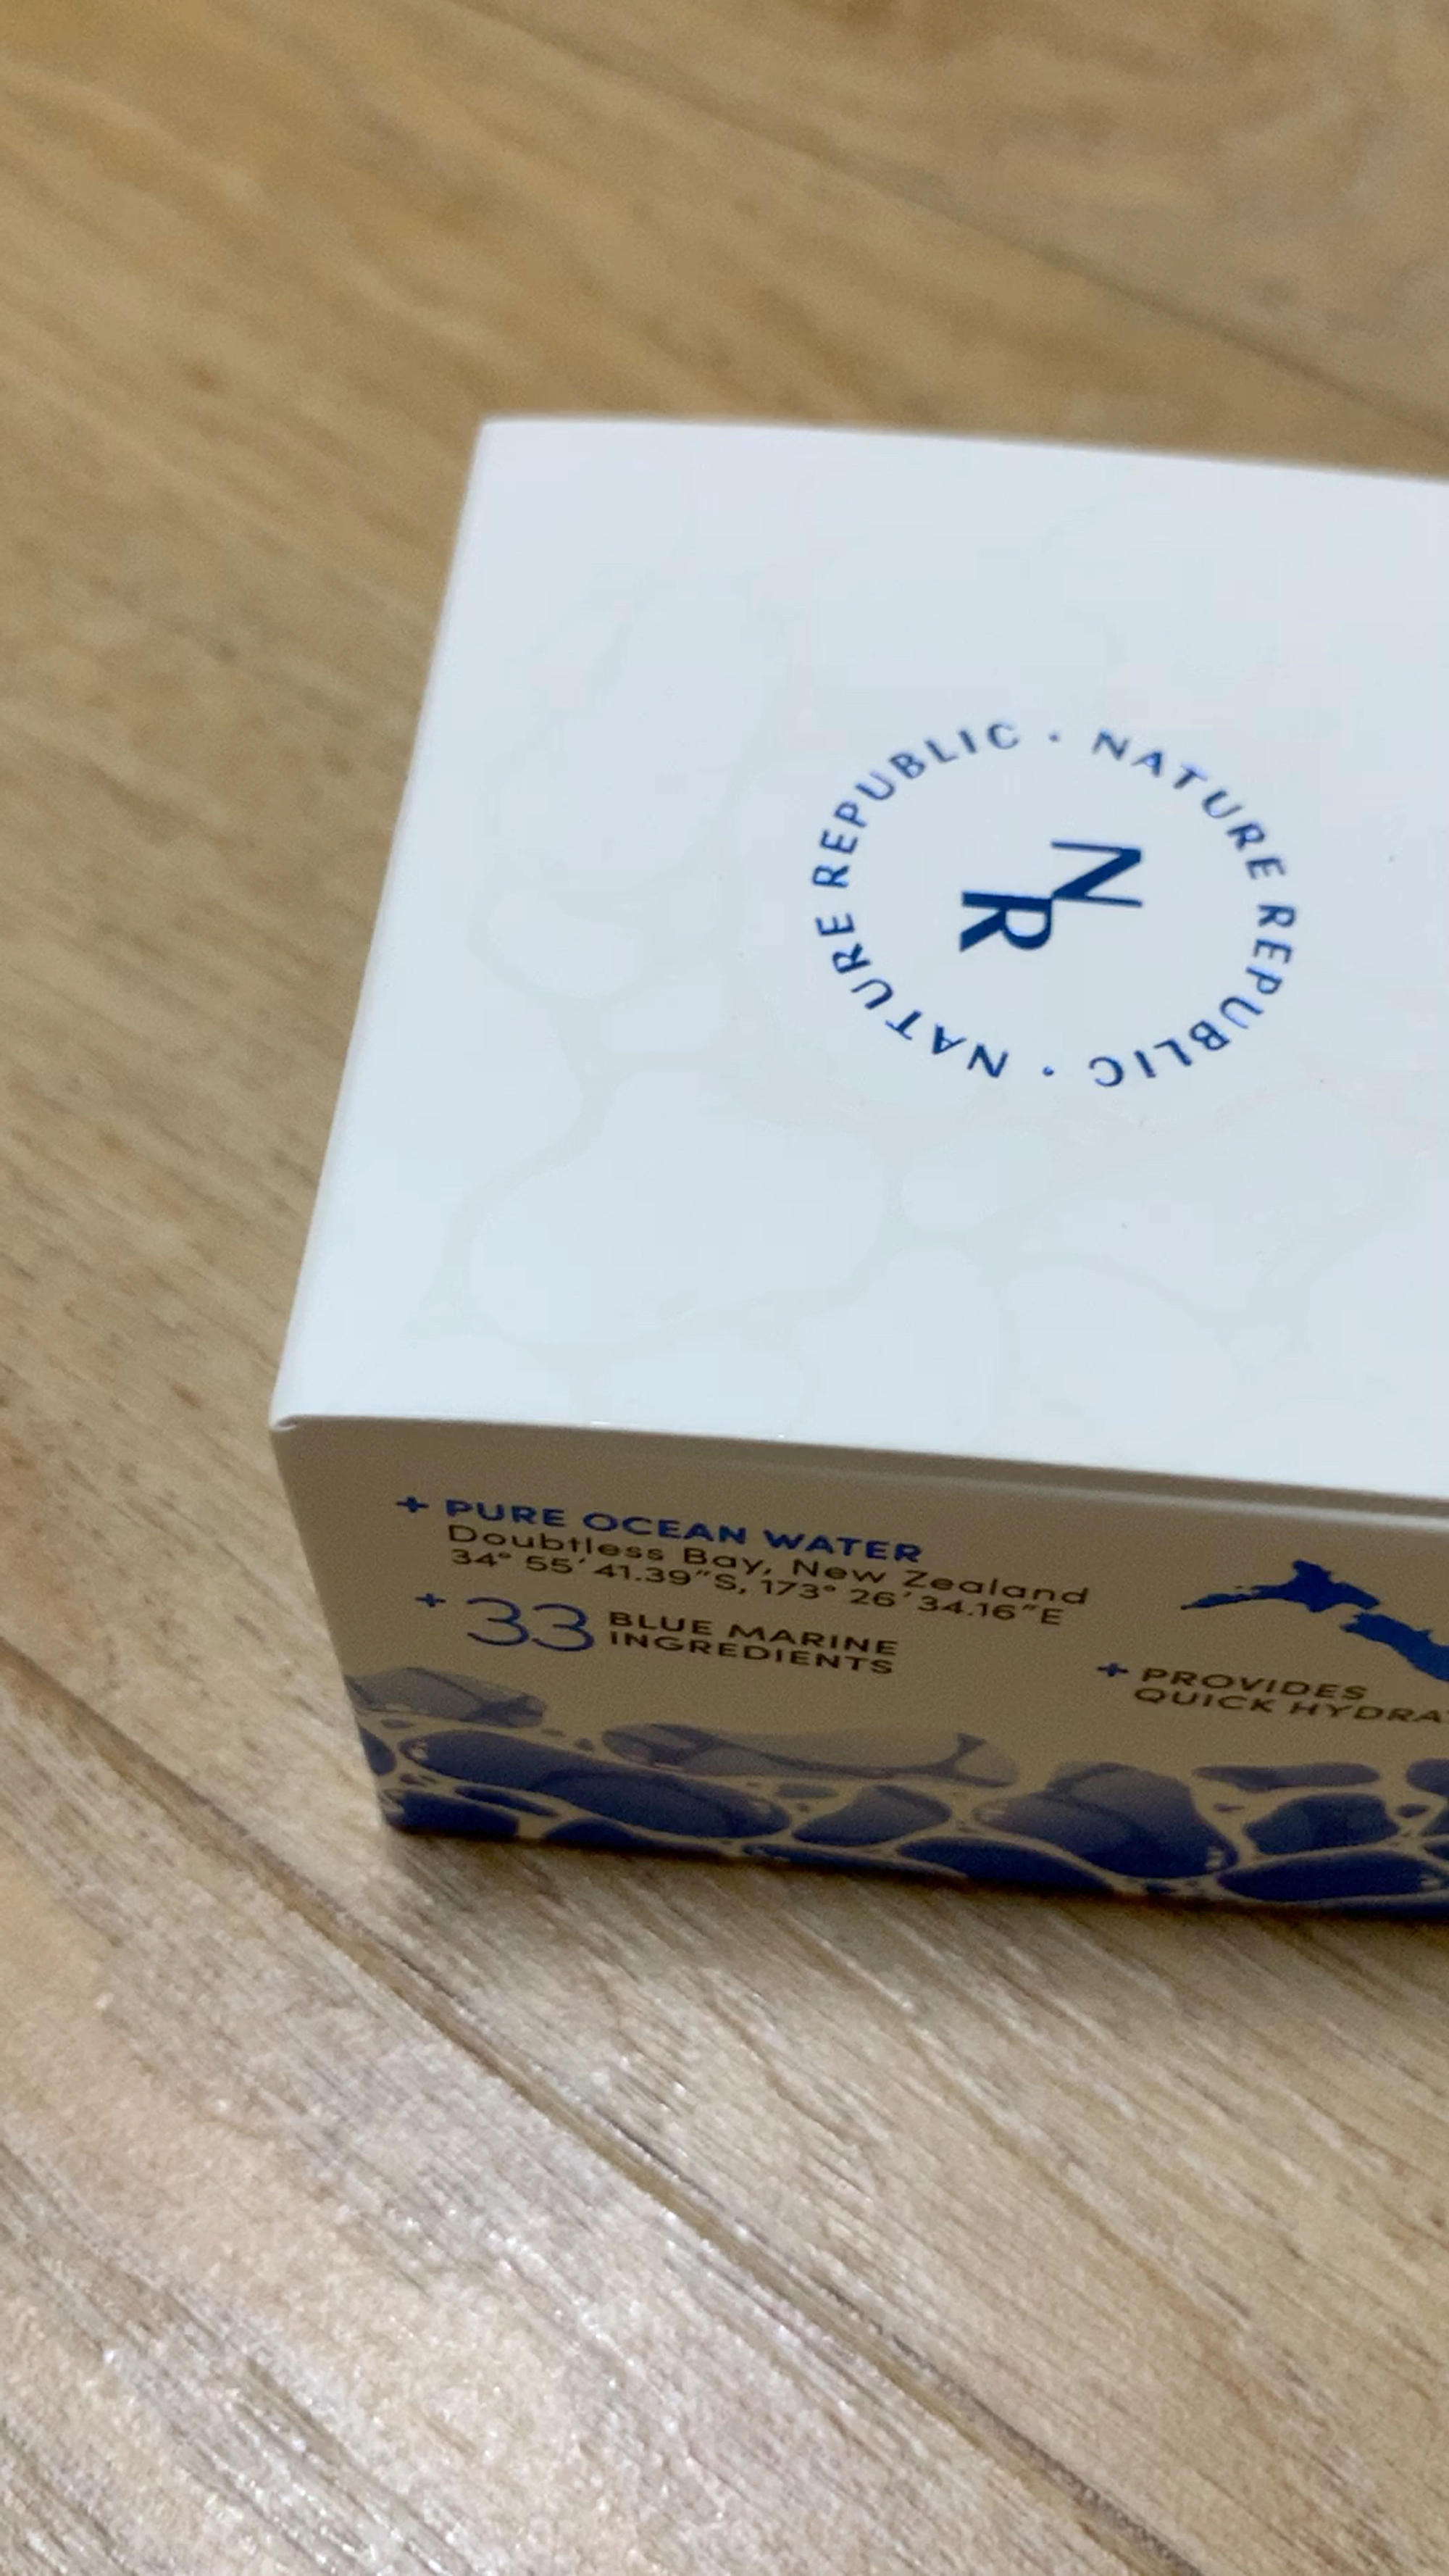 NATURE REPUBLIC · NATURE REPUBLIC ·
NR
+ PURE OCEAN WATER
Doubtless Bay, New Zealand
34° 55′ 41.39″S, 173° 26′34.16″E
+ 33 BLUE MARINE
INGREDIENTS
+ PROVIDES
QUICK HYDRA